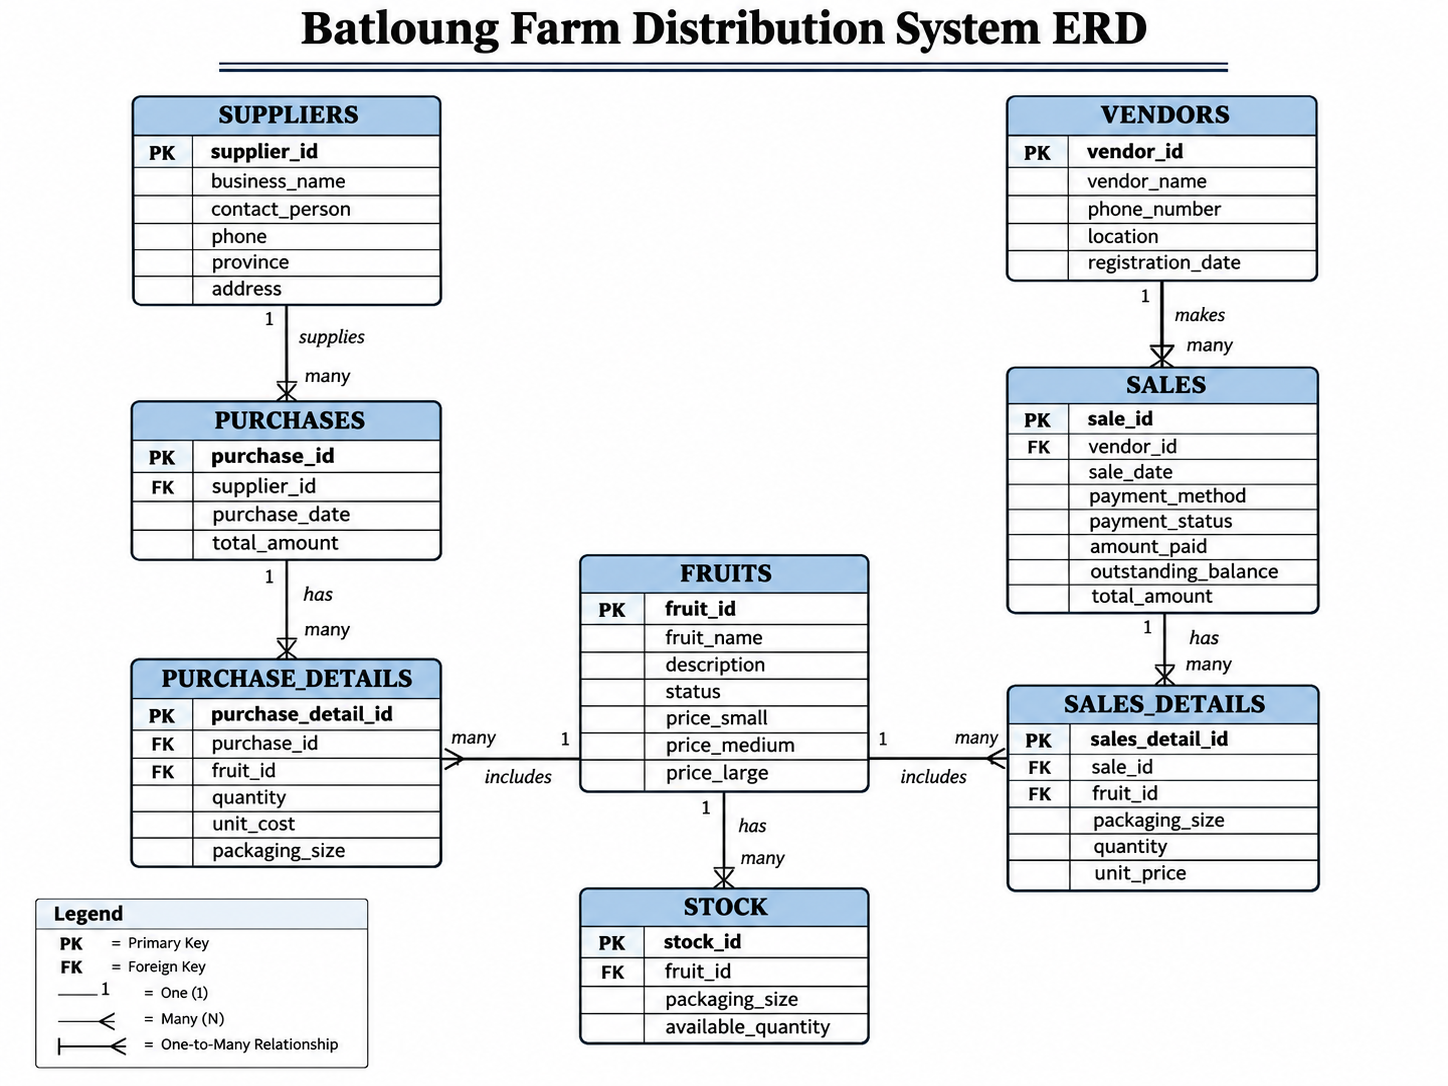 Batloung Farm Distribution System ERD
SUPPLIERS
PK supplier_id
business_name
contact_person
phone
province
address
1
supplies
many
PURCHASES
PK purchase_id
FK supplier_id
purchase_date
total_amount
1
has
many
PURCHASE_DETAILS
PK purchase_detail_id
FK purchase_id
FK fruit_id
quantity
unit_cost
packaging_size
many 1
includes
FRUITS
PK fruit_id
fruit_name
description
status
price_small
price_medium
price_large
1
has
many
STOCK
PK stock_id
FK fruit_id
packaging_size
available_quantity
1 many
includes
VENDORS
PK vendor_id
vendor_name
phone_number
location
registration_date
1
makes
many
SALES
PK sale_id
FK vendor_id
sale_date
payment_method
payment_status
amount_paid
outstanding_balance
total_amount
1
has
many
SALES_DETAILS
PK sales_detail_id
FK sale_id
FK fruit_id
packaging_size
quantity
unit_price
Legend
PK = Primary Key
FK = Foreign Key
1 = One (1)
= Many (N)
= One-to-Many Relationship